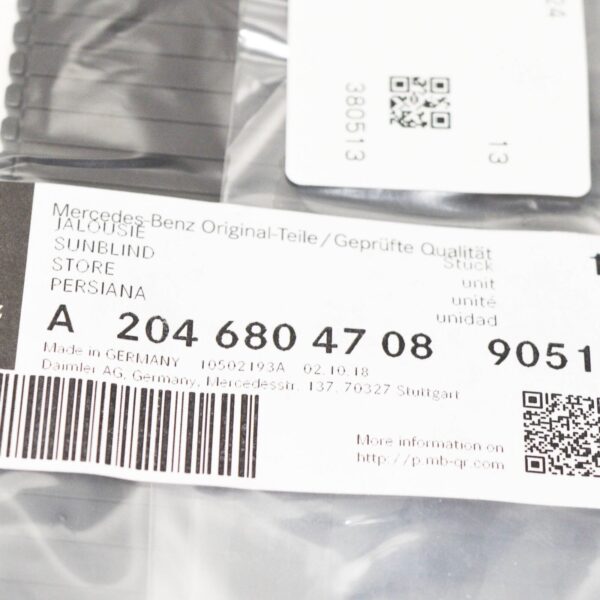 24
380513
13
Mercedes-Benz Original-Teile / Geprüfte Qualität
JALOUSIE Stück
SUNBLIND unit
STORE unité
PERSIANA unidad
1
A 204 680 47 08 9051
Made in GERMANY 10502193A 02.10.18
Daimler AG, Germany, Mercedesstr. 137, 70327 Stuttgart
More information on
http://p.mb-qr.com